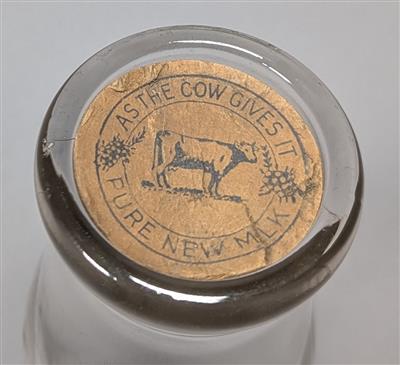 AS THE COW GIVES IT
PURE NEW MILK